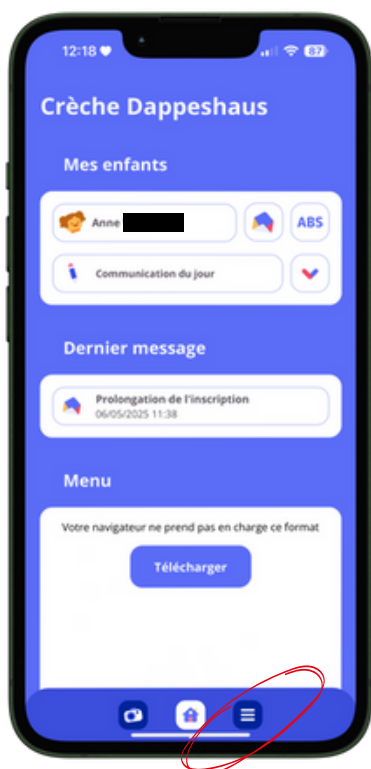 12:18
87
Crèche Dappeshaus
Mes enfants
Anne
ABS
Communication du jour
Dernier message
Prolongation de l'inscription
06/05/2025 11:38
Menu
Votre navigateur ne prend pas en charge ce format
Télécharger